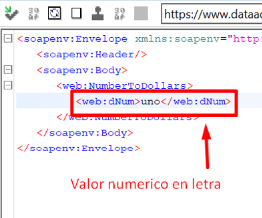 https://www.dataac
<soapenv:Envelope xmlns:soapenv="http:
<soapenv:Header/>
<soapenv:Body>
<web:NumberToDollars>
<web:dNum>uno</web:dNum>
</web:NumberToDollars>
</soapenv:Body>
</soapenv:Envelope>
Valor numerico en letra